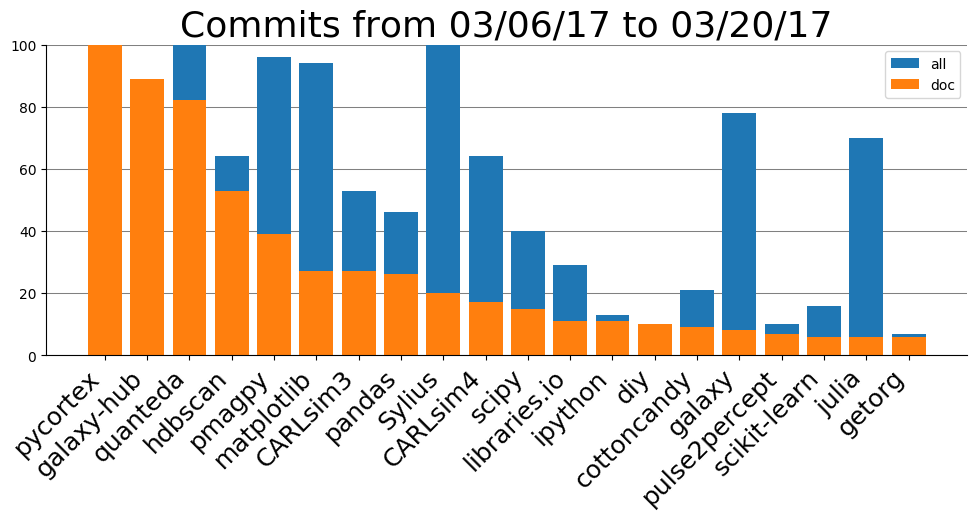 Commits from 03/06/17 to 03/20/17
100
80
60
40
20
0
all
doc
pycortex
galaxy-hub
quanteda
hdbscan
pmagpy
matplotlib
CARLsim3
pandas
Sylius
CARLsim4
scipy
libraries.io
ipython
diy
cottoncandy
galaxy
pulse2percept
scikit-learn
julia
getorg